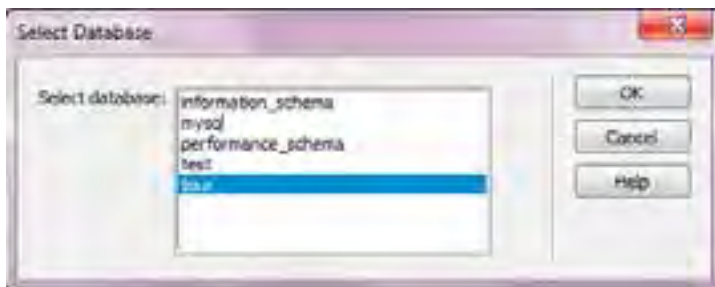 Select Database
Select database:
information_schema
mysql
performance_schema
test
tour
OK
Cancel
Help